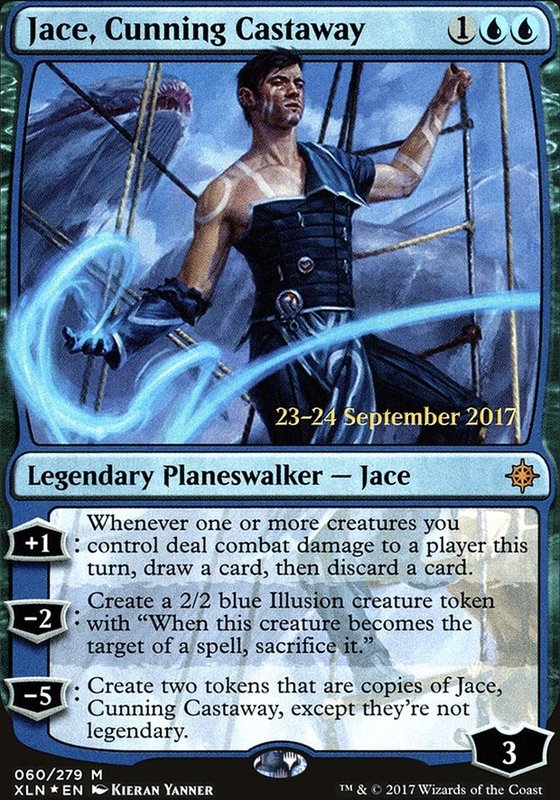 Jace, Cunning Castaway 1
23–24 September 2017
Legendary Planeswalker — Jace
+1 : Whenever one or more creatures you
control deal combat damage to a player this
turn, draw a card, then discard a card.
−2 : Create a 2/2 blue Illusion creature token
with “When this creature becomes the
target of a spell, sacrifice it.”
−5 : Create two tokens that are copies of Jace,
Cunning Castaway, except they’re not
legendary.
3
060/279 M
XLN ★ EN Kieran Yanner
™ & © 2017 Wizards of the Coast